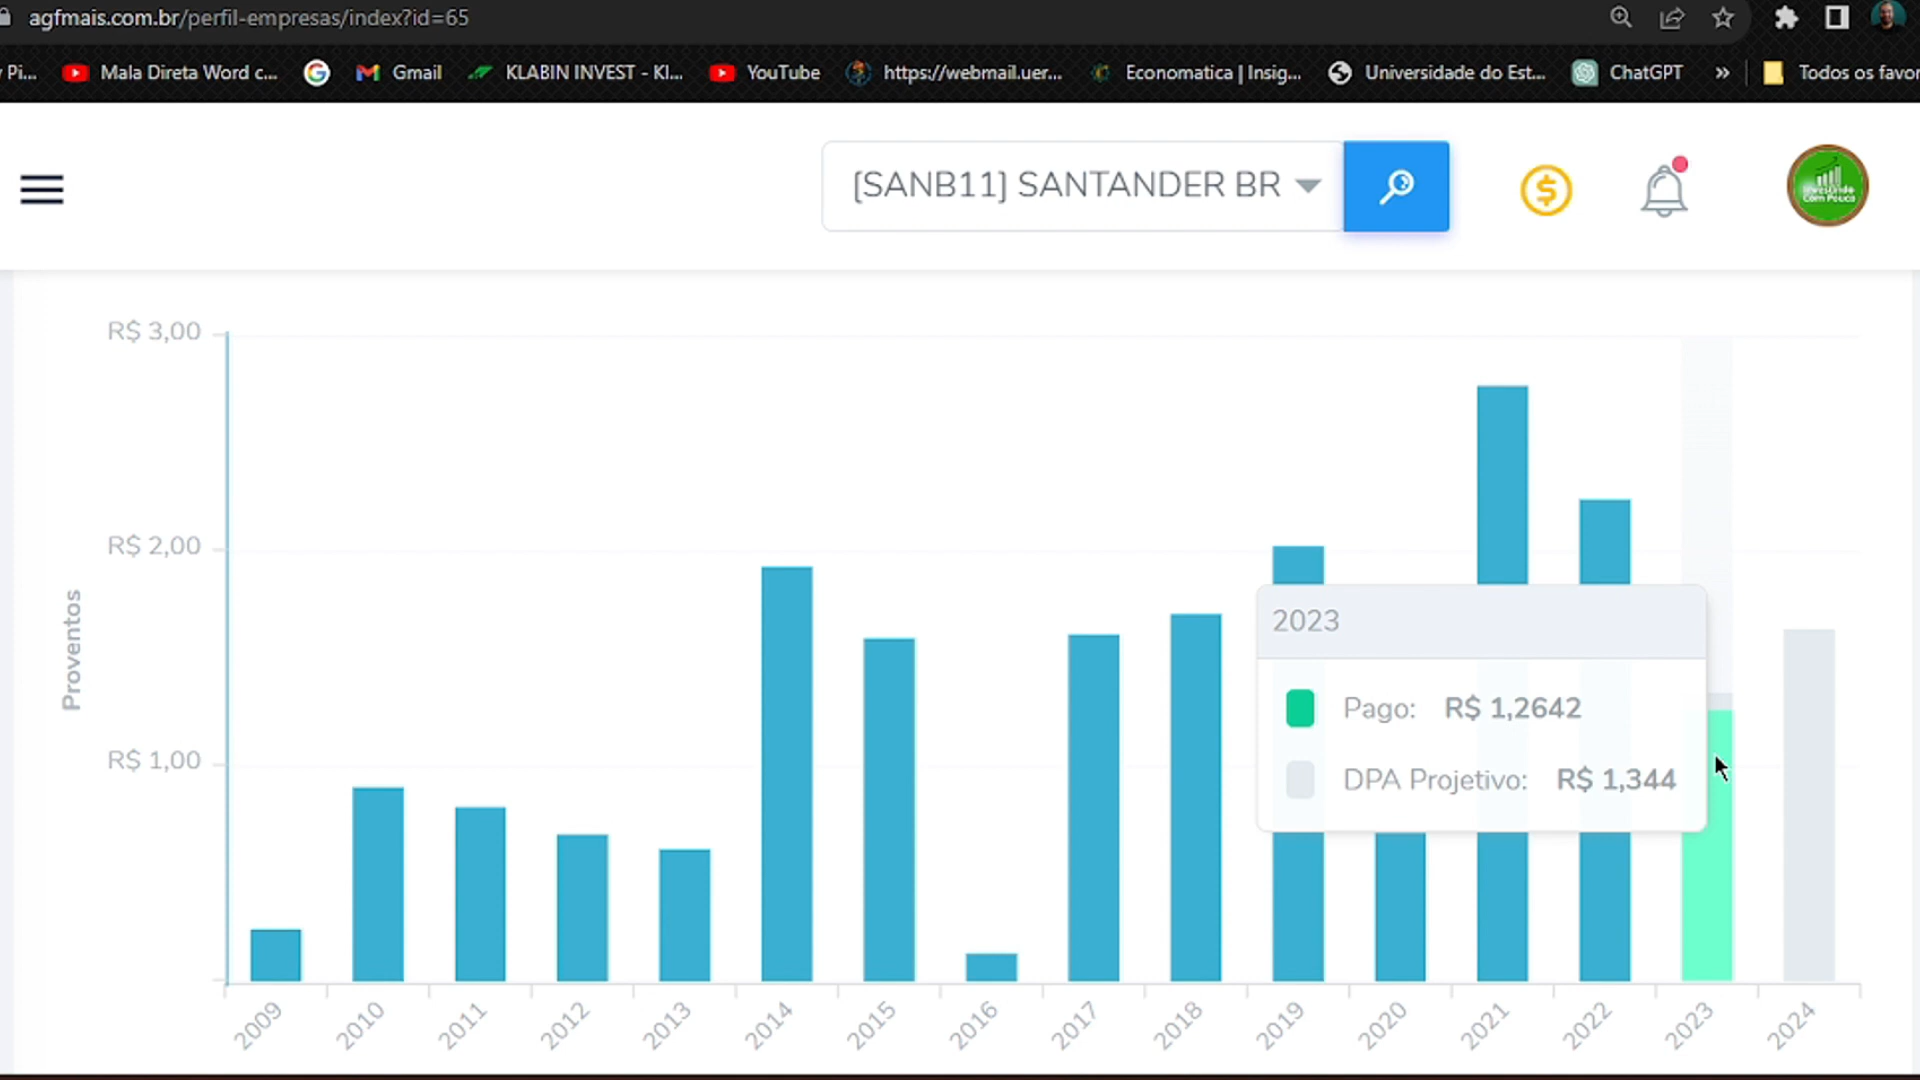 agfmais.com.br/perfil-empresas/index?id=65
Pi... Mala Direta Word c... Gmail KLABIN INVEST - Kl... YouTube https://webmail.uer... Economatica | Insig... Universidade do Est... ChatGPT » Todos os favor
[SANB11] SANTANDER BR
Investindo
Com Pouco
R$ 3,00
R$ 2,00
R$ 1,00
Proventos
2023
Pago: R$ 1,2642
DPA Projetivo: R$ 1,344
2009 2010 2011 2012 2013 2014 2015 2016 2017 2018 2019 2020 2021 2022 2023 2024